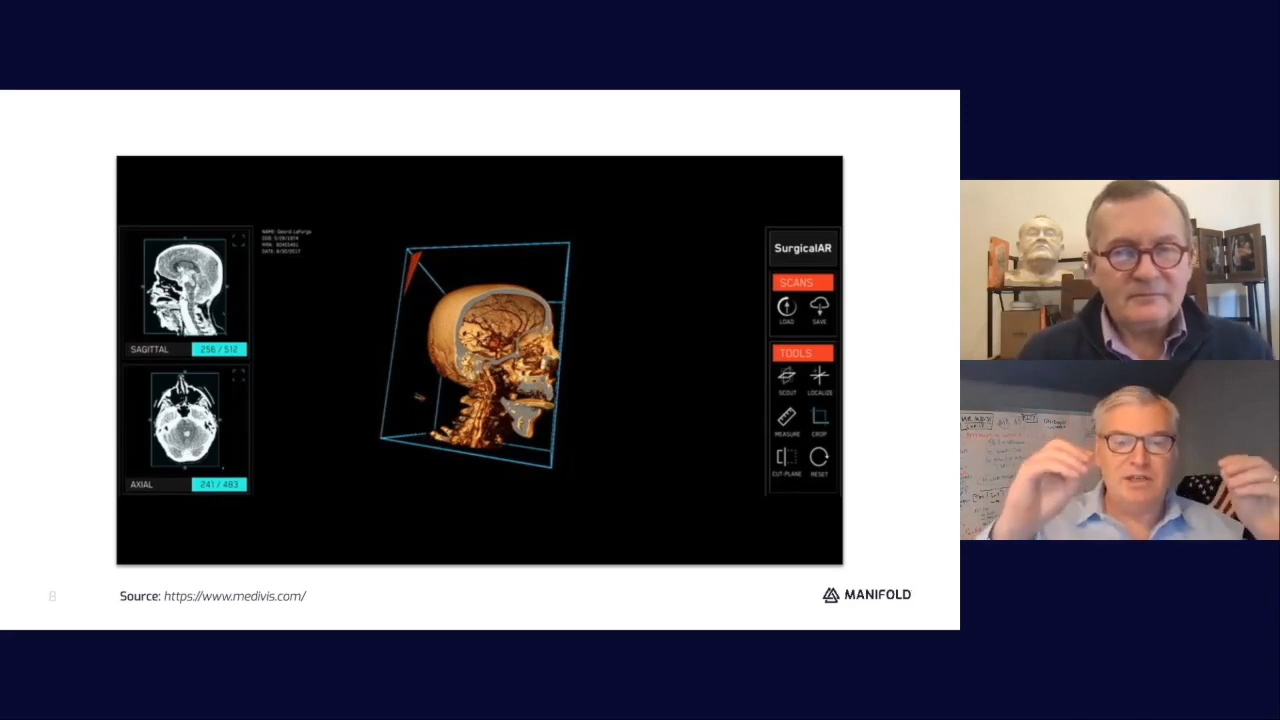 SAGITTAL
256 / 512
AXIAL
241 / 483
SurgicalAR
SCANS
LOAD
SAVE
TOOLS
SCOUT
LOCALIZE
MEASURE
CROP
CUT-PLANE
RESET
8
Source: https://www.medivis.com/
MANIFOLD